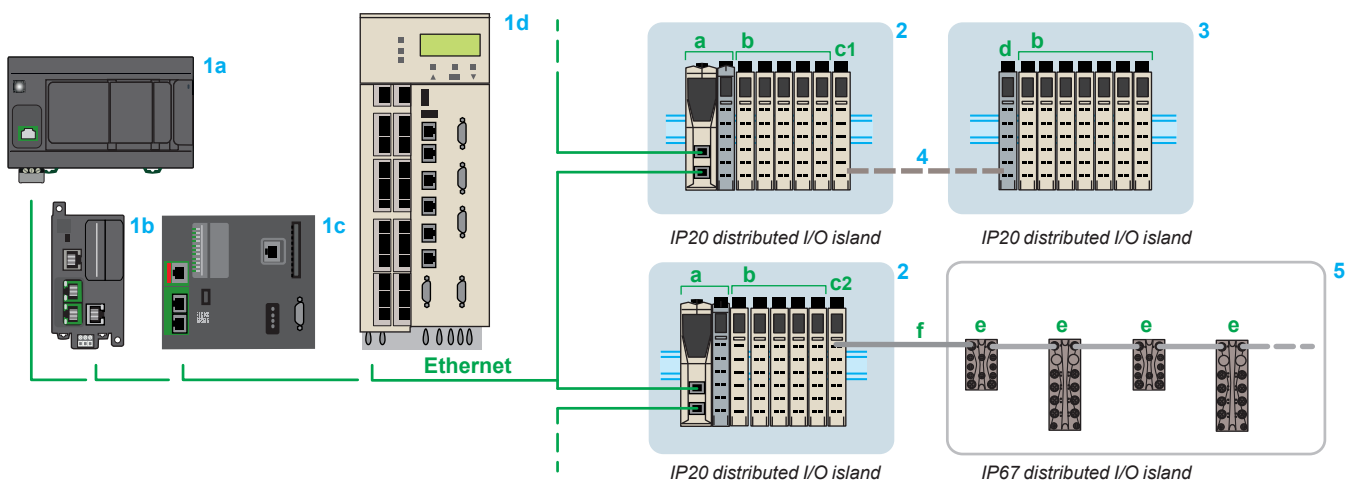 1a
1d
1b
1c
Ethernet
2
a
b
c1
4
3
d
b
IP20 distributed I/O island
IP20 distributed I/O island
2
a
b
c2
f
5
e
e
e
e
IP20 distributed I/O island
IP67 distributed I/O island